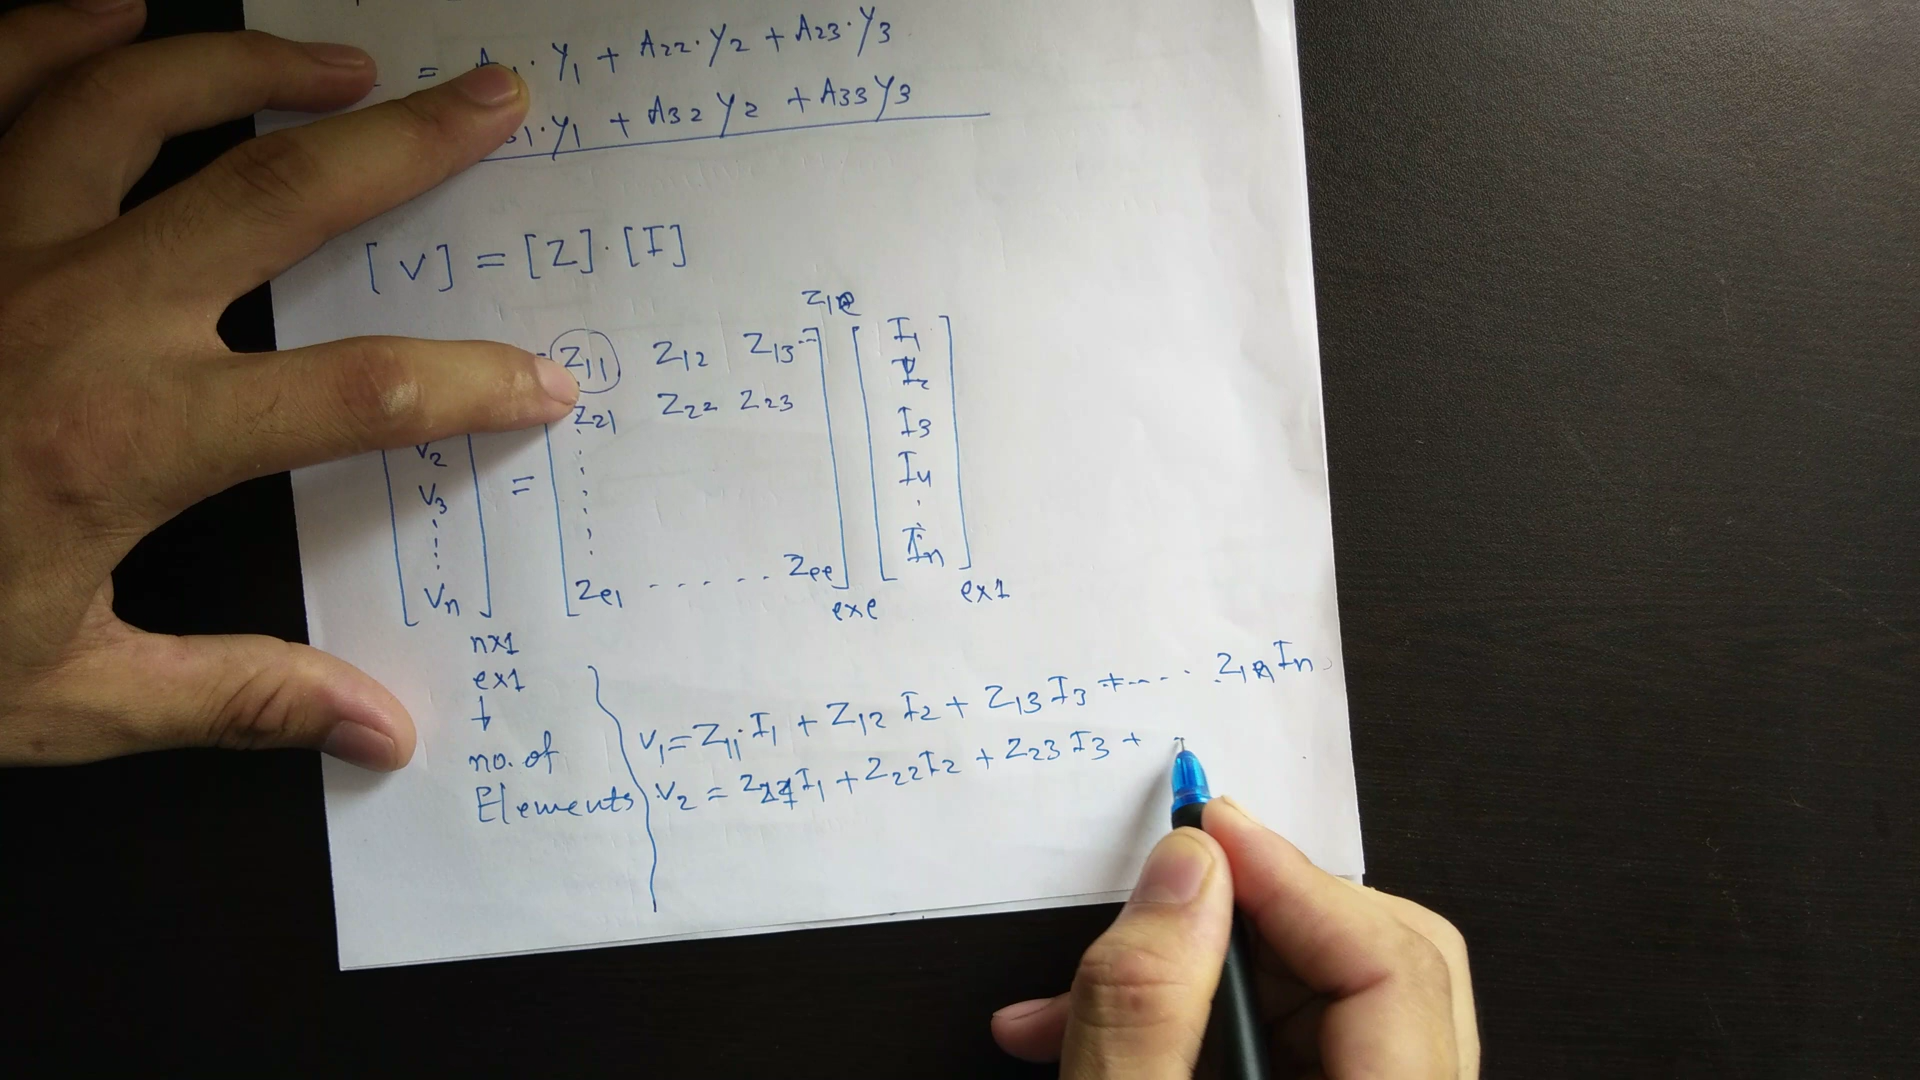 = A · Y1 + A22 · Y2 + A23 · Y3
31 · Y1 + A32 Y2 + A33 Y3
[V] = [Z] · [I]
Z1e
Z11 Z12 Z13 -- I1
Z21 Z22 Z23 I2
V2 I3
V3 = I4
Vn Ze1 ...... Zee In
nx1 exe ex1
ex1
↓
no. of
Elements
V1 = Z11 · I1 + Z12 I2 + Z13 I3 + .... Z1n In
V2 = Z21 I1 + Z22 I2 + Z23 I3 +